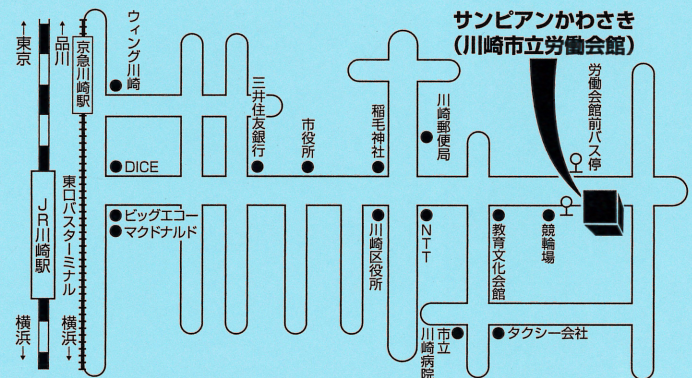 サンピアンかわさき
(川崎市立労働会館)
←東京
←品川
京急川崎駅
ウィング川崎
三井住友銀行
市役所
稲毛神社
川崎郵便局
労働会館前バス停
DICE
JR川崎駅
東口バスターミナル
ビッグエコー
マクドナルド
川崎区役所
NTT
教育文化会館
競輪場
横浜→
横浜→
市立
川崎病院
タクシー会社